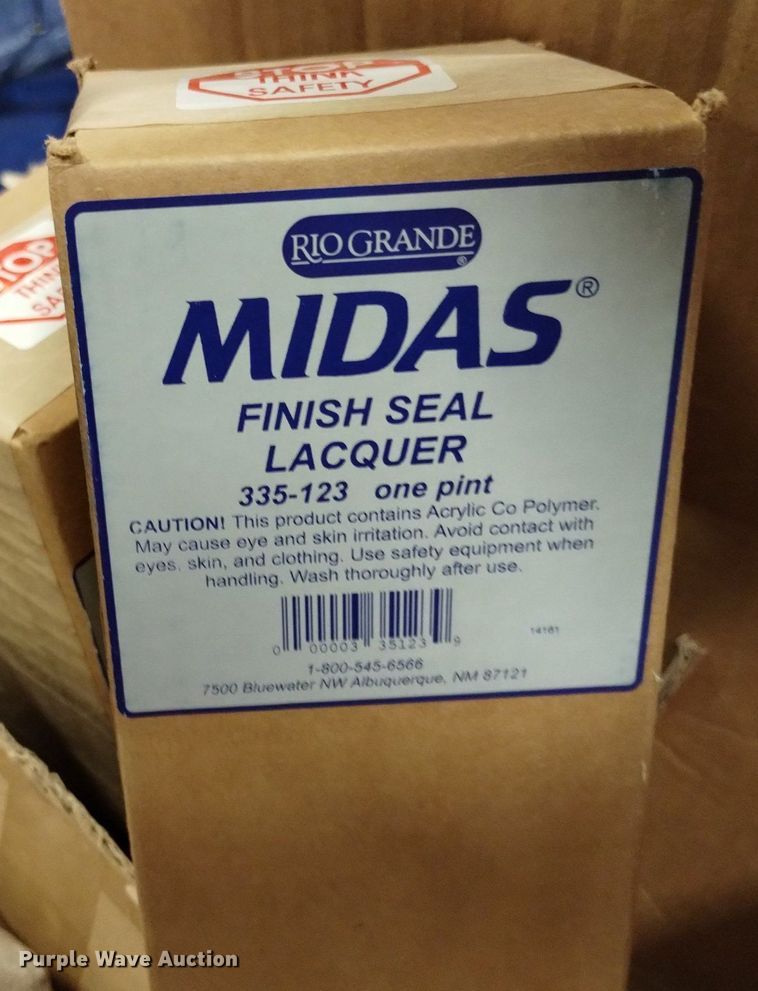 STOP
THINK
SAFETY
STOP
RIO GRANDE®
MIDAS®
FINISH SEAL
LACQUER
335-123 one pint
CAUTION! This product contains Acrylic Co Polymer.
May cause eye and skin irritation. Avoid contact with
eyes, skin, and clothing. Use safety equipment when
handling. Wash thoroughly after use.
0 00003 35123 9
14161
1-800-545-6566
7500 Bluewater NW Albuquerque, NM 87121
Purple Wave Auction